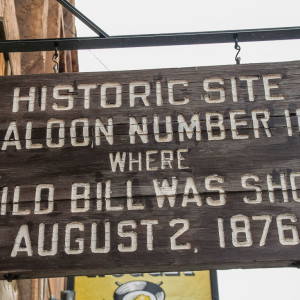 HISTORIC SITE
ALOON NUMBER 1
WHERE
ILD BILL WAS SHO
AUGUST 2, 1876